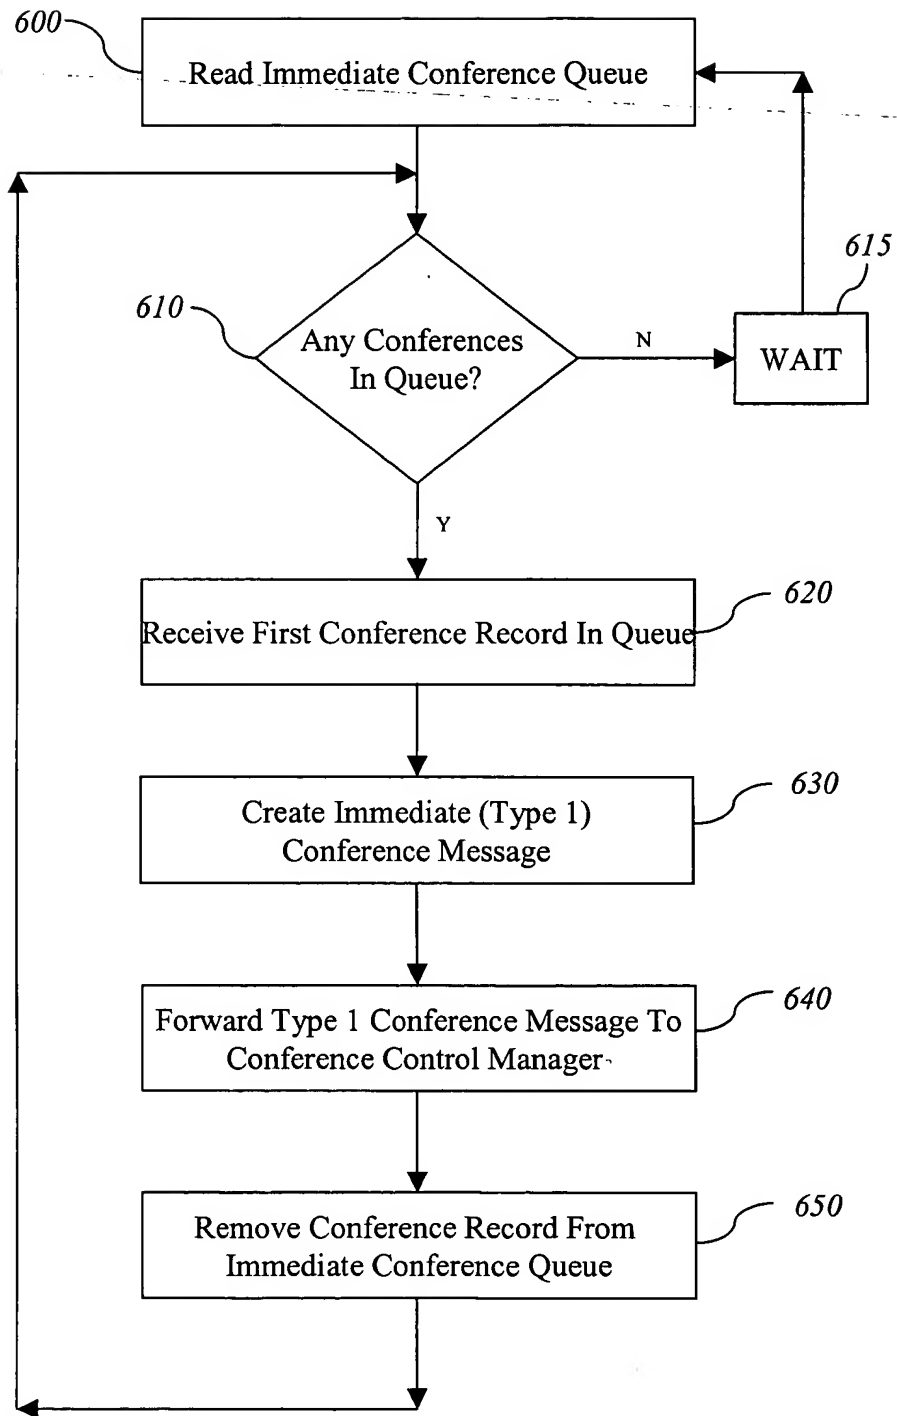 600
Read Immediate Conference Queue
615
610
Any Conferences
In Queue?
N
WAIT
Y
620
Receive First Conference Record In Queue
630
Create Immediate (Type 1)
Conference Message
640
Forward Type 1 Conference Message To
Conference Control Manager
650
Remove Conference Record From
Immediate Conference Queue